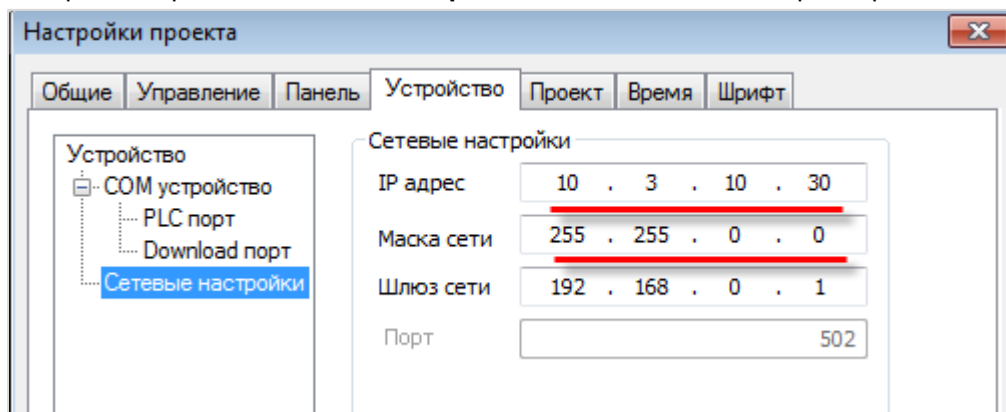 Настройки проекта
Общие Управление Панель Устройство Проект Время Шрифт
Устройство
COM устройство
PLC порт
Download порт
Сетевые настройки
Сетевые настройки
IP адрес 10 . 3 . 10 . 30
Маска сети 255 . 255 . 0 . 0
Шлюз сети 192 . 168 . 0 . 1
Порт 502